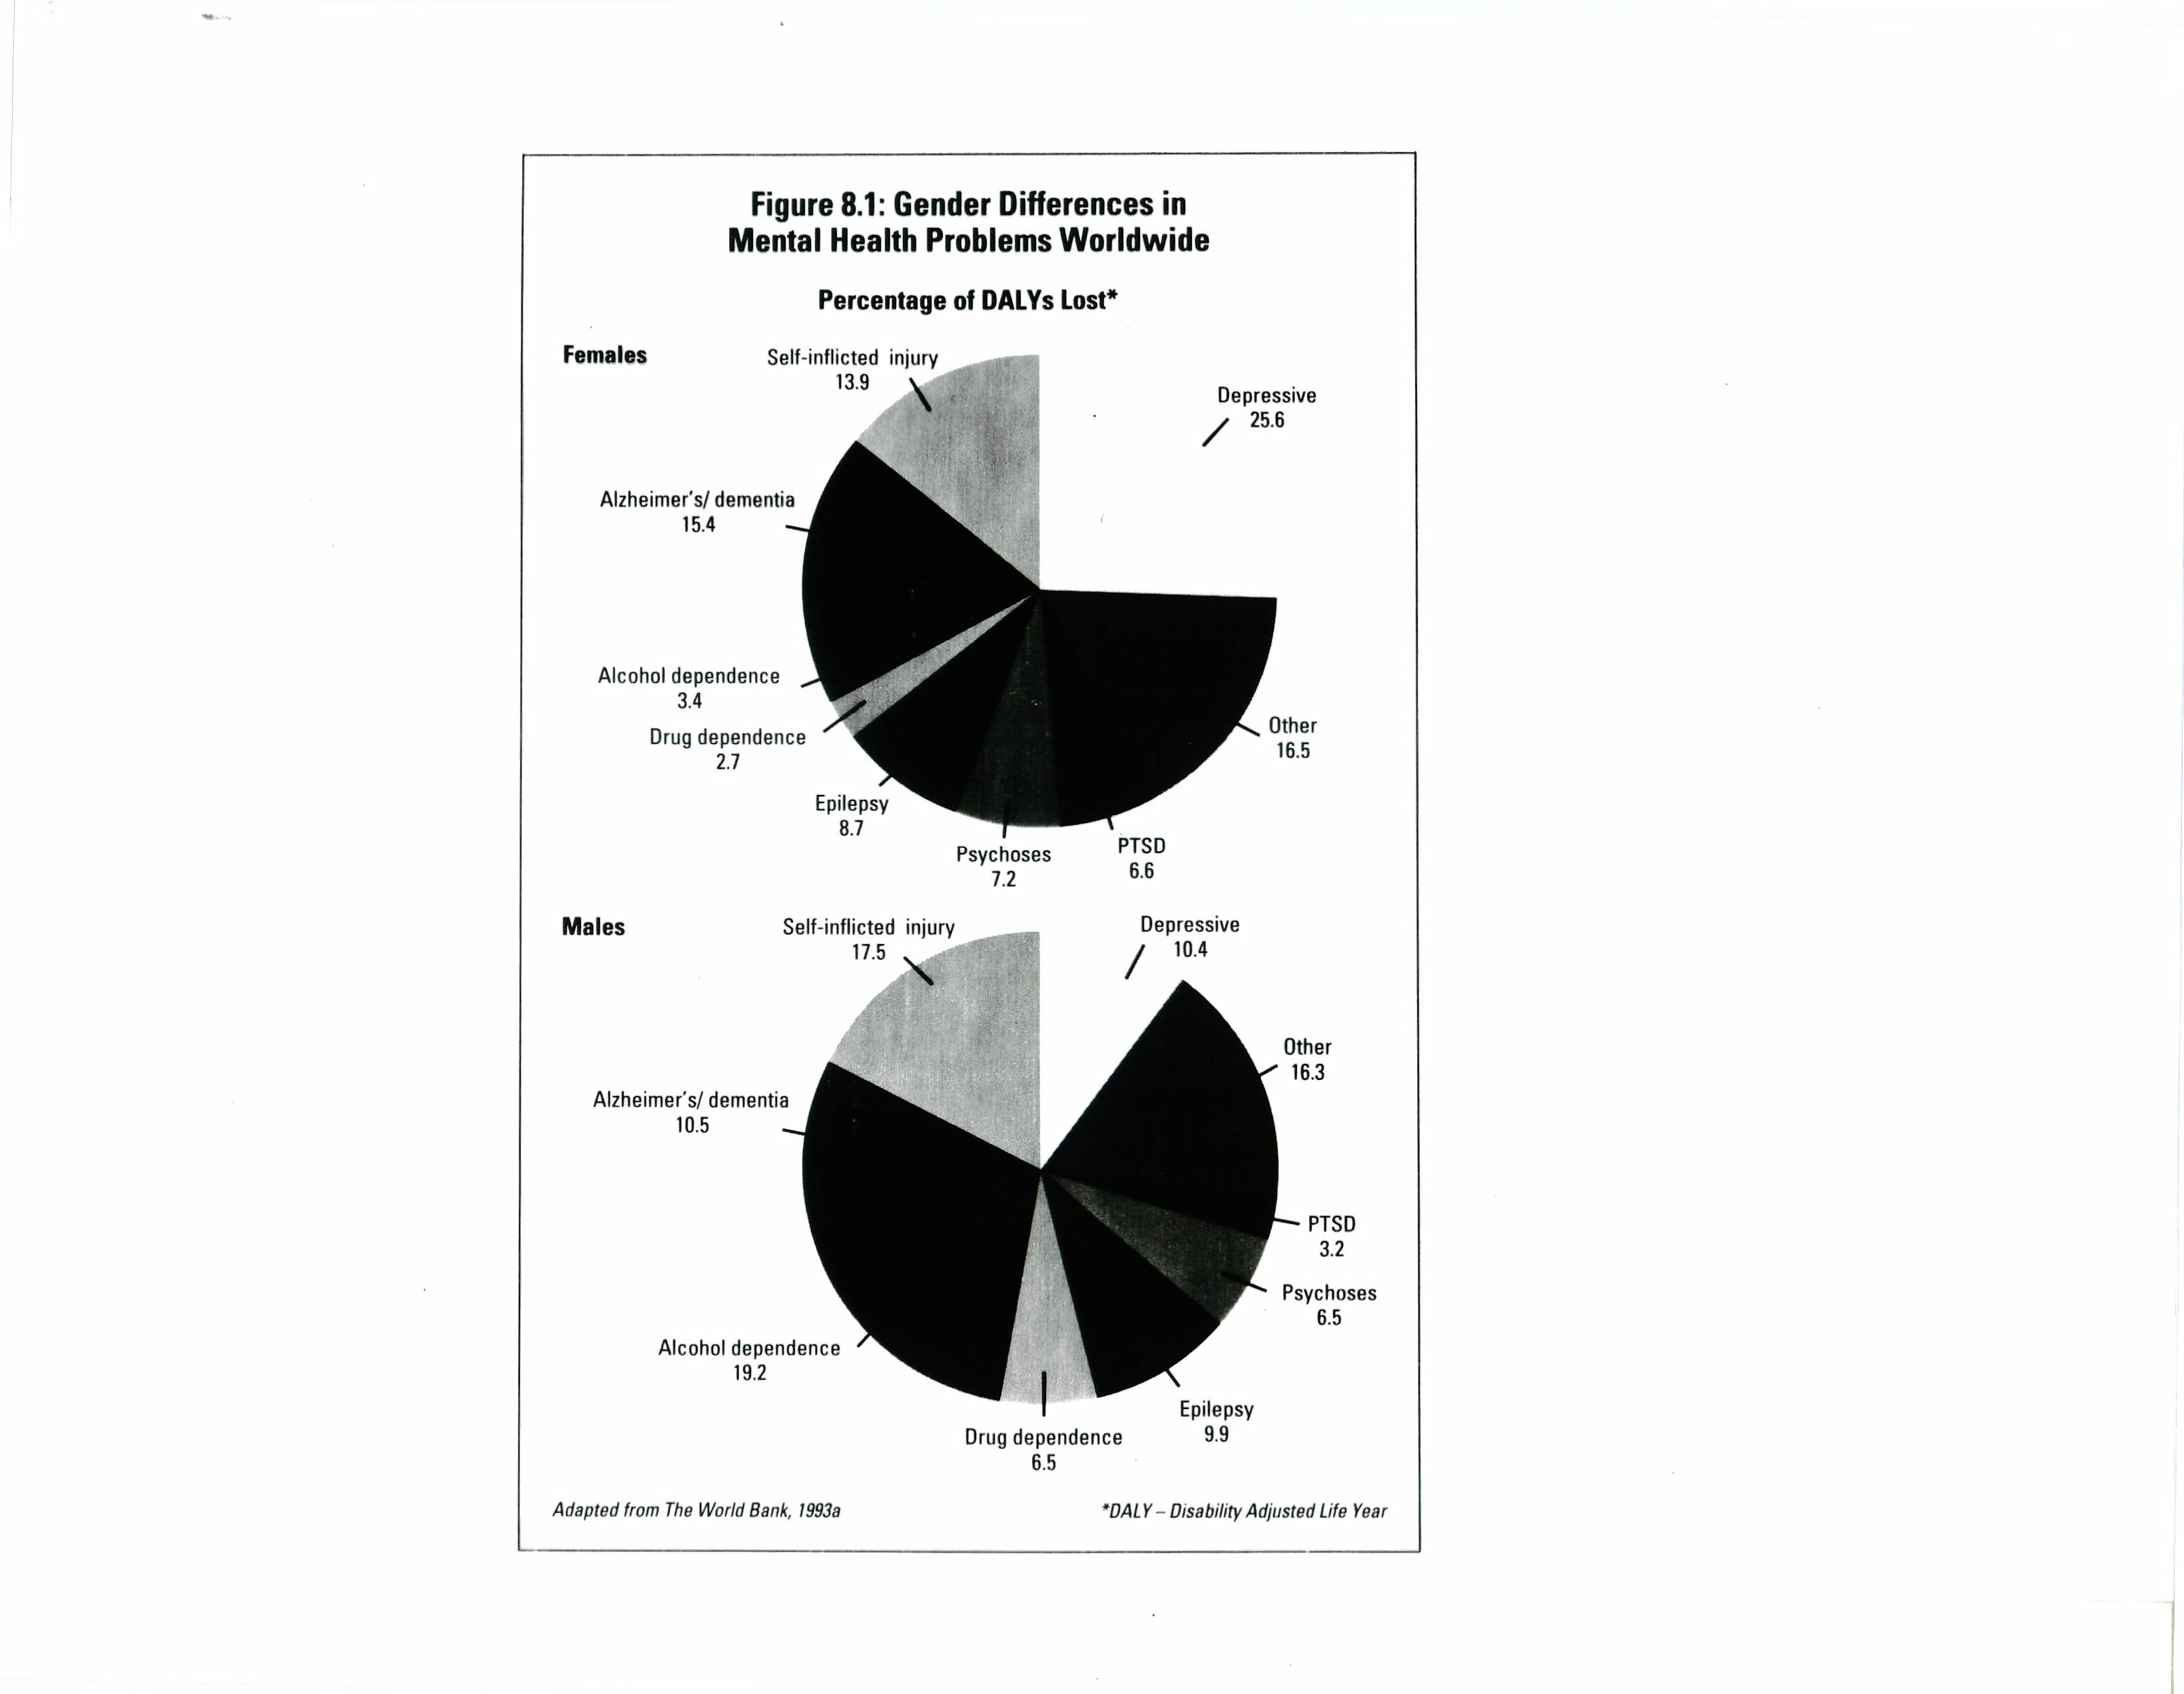 Figure 8.1: Gender Differences in
Mental Health Problems Worldwide
Percentage of DALYs Lost*
Females
Self-inflicted injury
13.9
Depressive
25.6
Alzheimer's/ dementia
15.4
Alcohol dependence
3.4
Drug dependence
2.7
Epilepsy
8.7
Psychoses
7.2
PTSD
6.6
Other
16.5
Males
Self-inflicted injury
17.5
Depressive
10.4
Other
16.3
Alzheimer's/ dementia
10.5
PTSD
3.2
Psychoses
6.5
Alcohol dependence
19.2
Epilepsy
9.9
Drug dependence
6.5
Adapted from The World Bank, 1993a
*DALY – Disability Adjusted Life Year